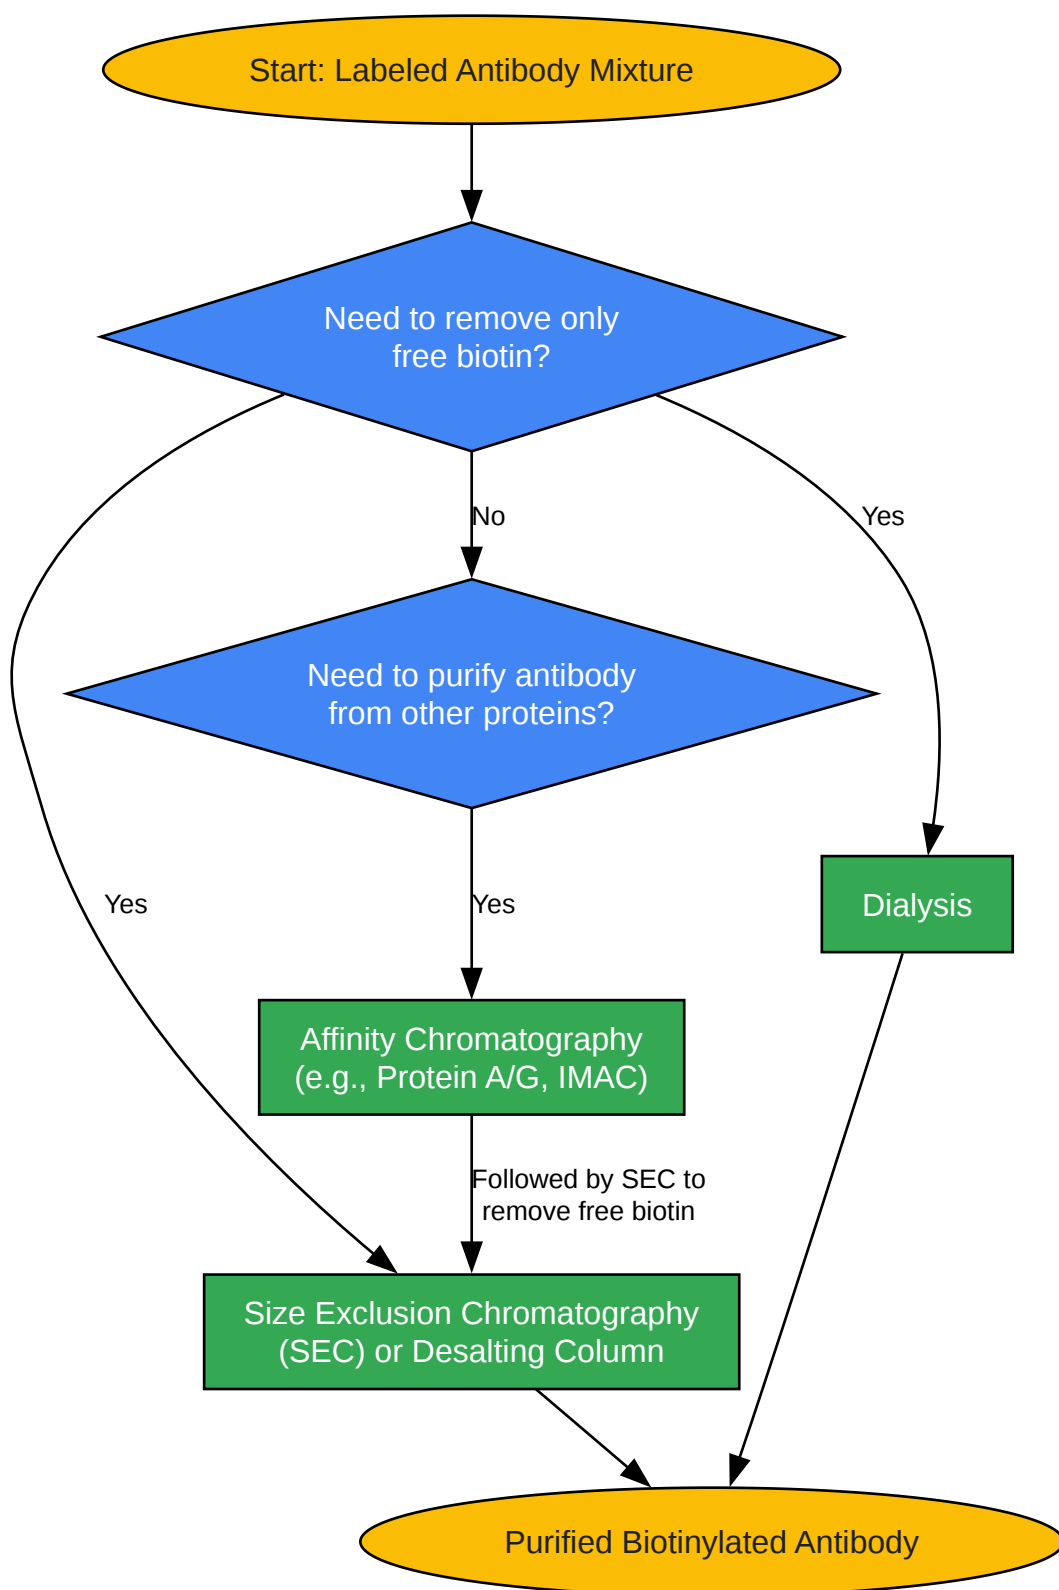 Start: Labeled Antibody Mixture
Need to remove only
free biotin?
No
Yes
Need to purify antibody
from other proteins?
Yes
Yes
Dialysis
Affinity Chromatography
(e.g., Protein A/G, IMAC)
Followed by SEC to
remove free biotin
Size Exclusion Chromatography
(SEC) or Desalting Column
Purified Biotinylated Antibody